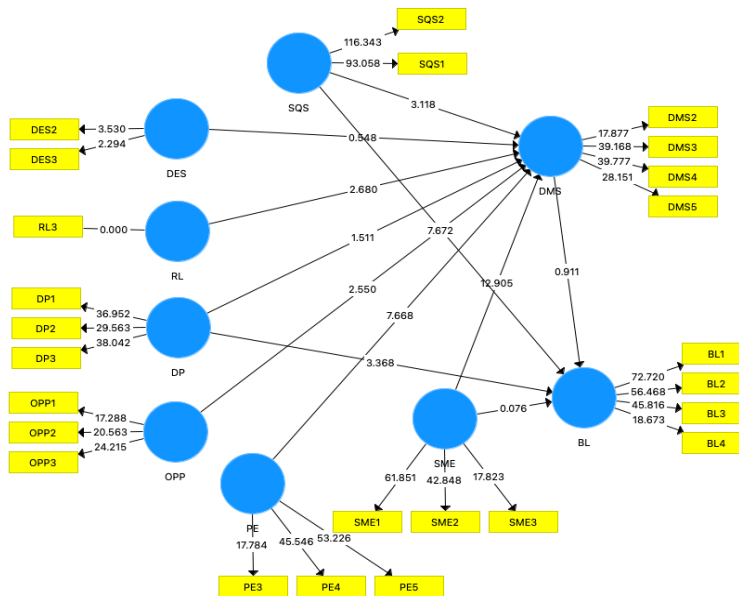 SQS2
116.343
93.058
SQS1
SQS
3.118
DES2
3.530
DES3
2.294
DES
0.548
DMS2
17.877
DMS3
39.168
DMS4
39.777
DMS5
28.151
DMS
RL3
0.000
RL
2.680
7.672
1.511
2.550
12.905
0.911
DP1
36.952
DP2
29.563
DP3
38.042
DP
7.668
3.368
BL1
72.720
BL2
56.468
BL3
45.816
BL4
18.673
BL
OPP1
17.288
OPP2
20.563
OPP3
24.215
OPP
0.076
SME
61.851
42.848
17.823
SME1
SME2
SME3
PE
17.784
45.546
53.226
PE3
PE4
PE5